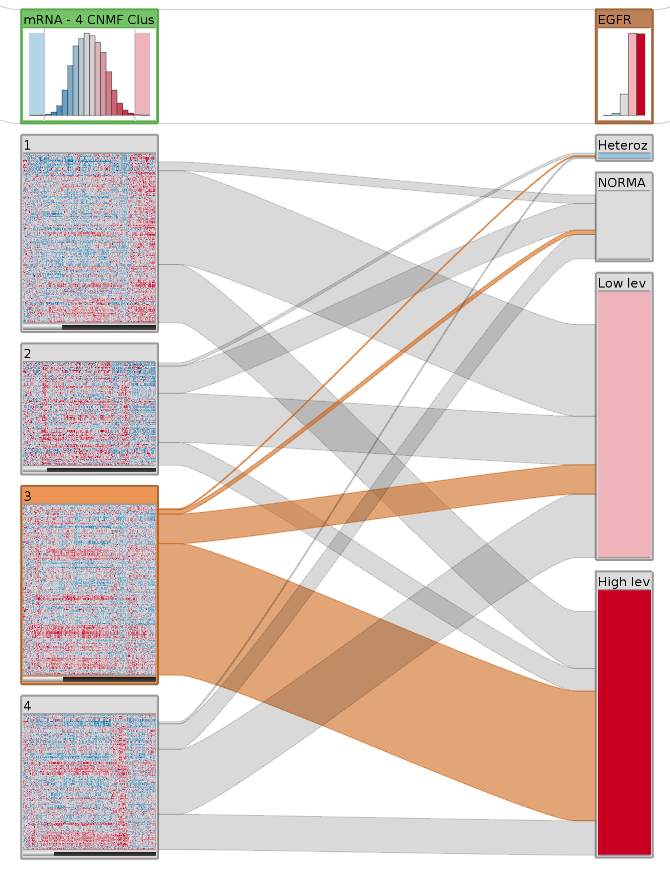 mRNA - 4 CNMF Clus
EGFR
1
2
3
4
Heteroz
NORMA
Low lev
High lev